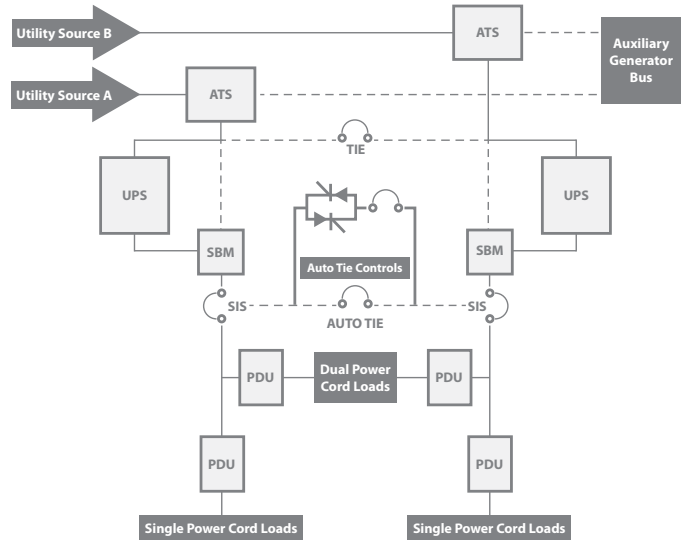 Utility Source B
ATS
Auxiliary
Generator
Bus
Utility Source A
ATS
TIE
UPS
UPS
SBM
SBM
Auto Tie Controls
SIS
SIS
AUTO TIE
PDU
Dual Power
Cord Loads
PDU
PDU
PDU
Single Power Cord Loads
Single Power Cord Loads